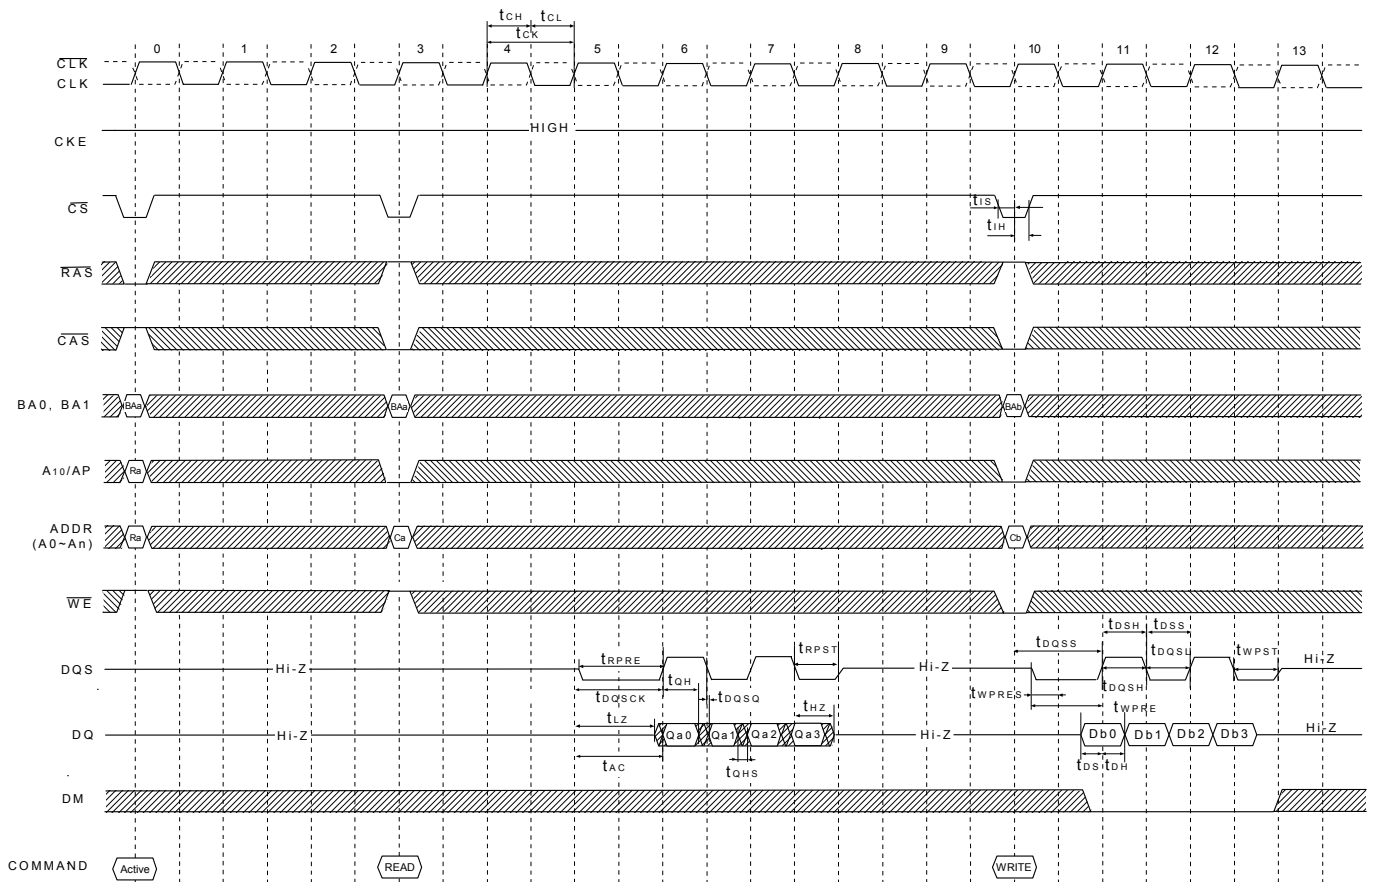 tCH tCL
tCK
0 1 2 3 4 5 6 7 8 9 10 11 12 13
CLK
CLK
HIGH
CKE
CS
tIS
tIH
RAS
CAS
BA0, BA1 BAa BAa BAb
A10/AP Ra
ADDR
(A0~An)
Ra Ca Cb
WE
tDSH tDSS
tRPRE tRPST tDQSS tDQSL tWPST
DQS Hi-Z Hi-Z Hi-Z
tQH
tDQSCK tDQSQ tWPRES tDQSH
tLZ tHZ tWPRE
DQ Hi-Z Qa0 Qa1 Qa2 Qa3 Hi-Z Db0 Db1 Db2 Db3 Hi-Z
tAC tQHS tDS tDH
DM
COMMAND Active READ WRITE